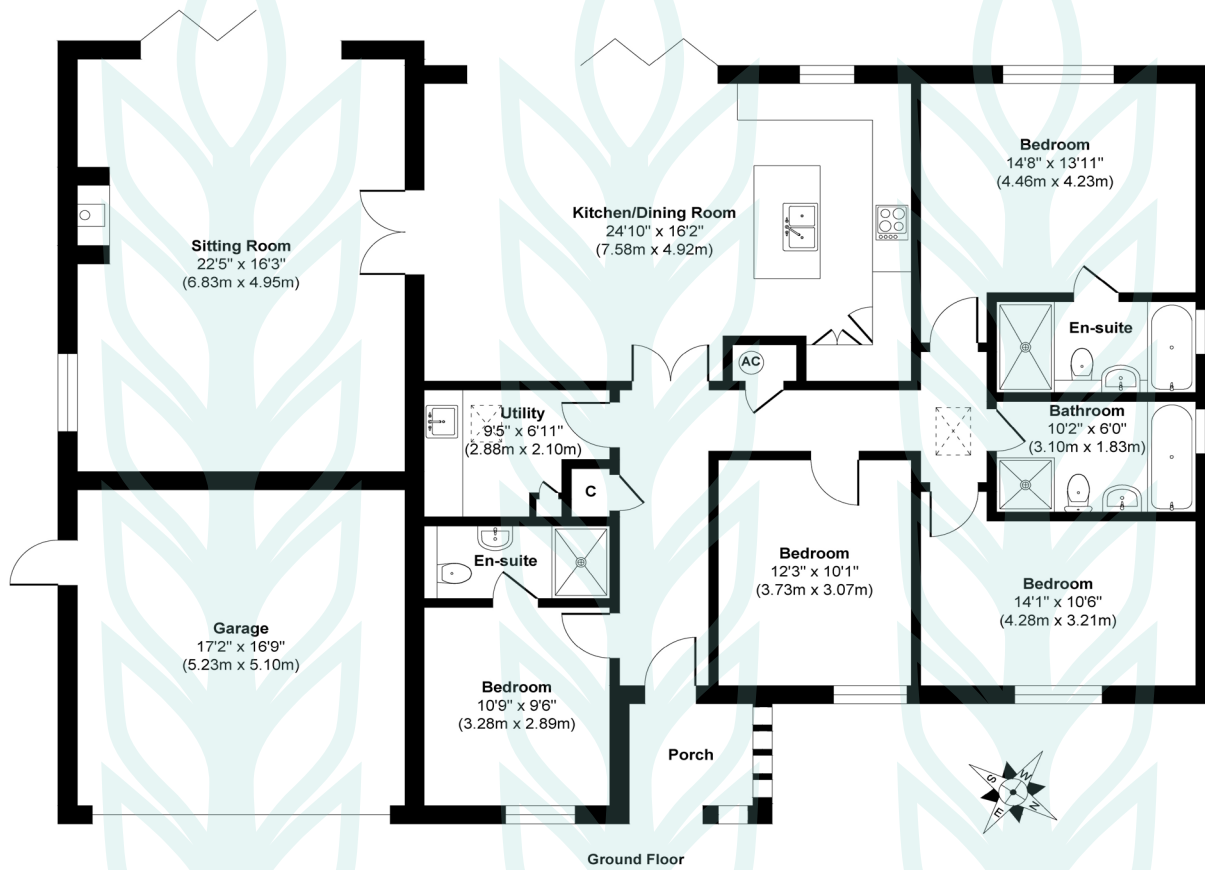 Sitting Room
22'5" x 16'3"
(6.83m x 4.95m)
Kitchen/Dining Room
24'10" x 16'2"
(7.58m x 4.92m)
Bedroom
14'8" x 13'11"
(4.46m x 4.23m)
En-suite
AC
Utility
9'5" x 6'11"
(2.88m x 2.10m)
Bathroom
10'2" x 6'0"
(3.10m x 1.83m)
C
En-suite
Bedroom
12'3" x 10'1"
(3.73m x 3.07m)
Bedroom
14'1" x 10'6"
(4.28m x 3.21m)
Garage
17'2" x 16'9"
(5.23m x 5.10m)
Bedroom
10'9" x 9'6"
(3.28m x 2.89m)
Porch
S
W
E
N
Ground Floor